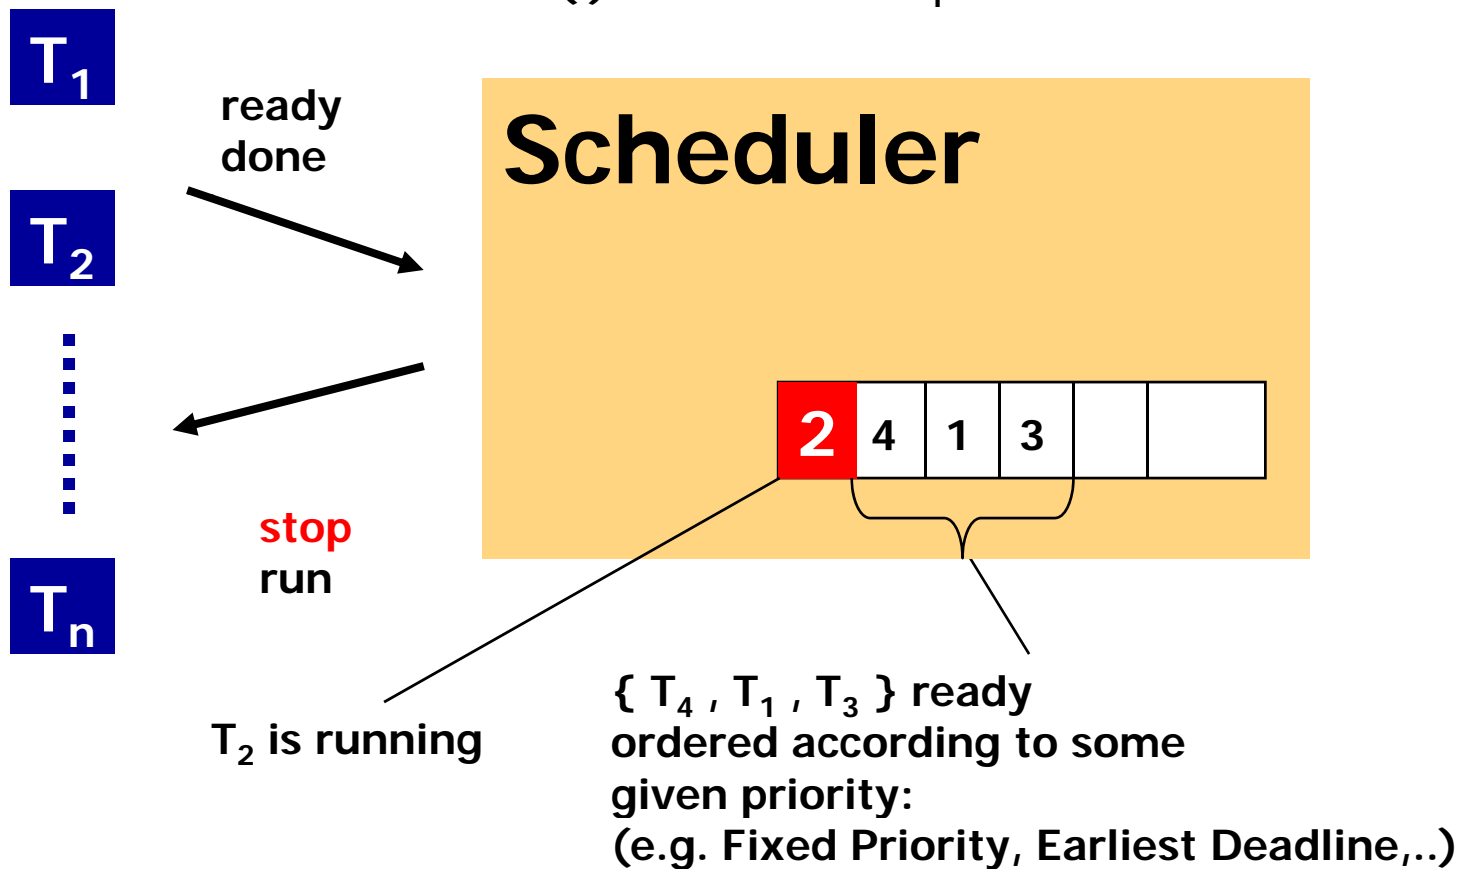 T1
ready
done
Scheduler
T2
2 4 1 3
stop
run
Tn
T2 is running
{ T4 , T1 , T3 } ready
ordered according to some
given priority:
(e.g. Fixed Priority, Earliest Deadline,..)